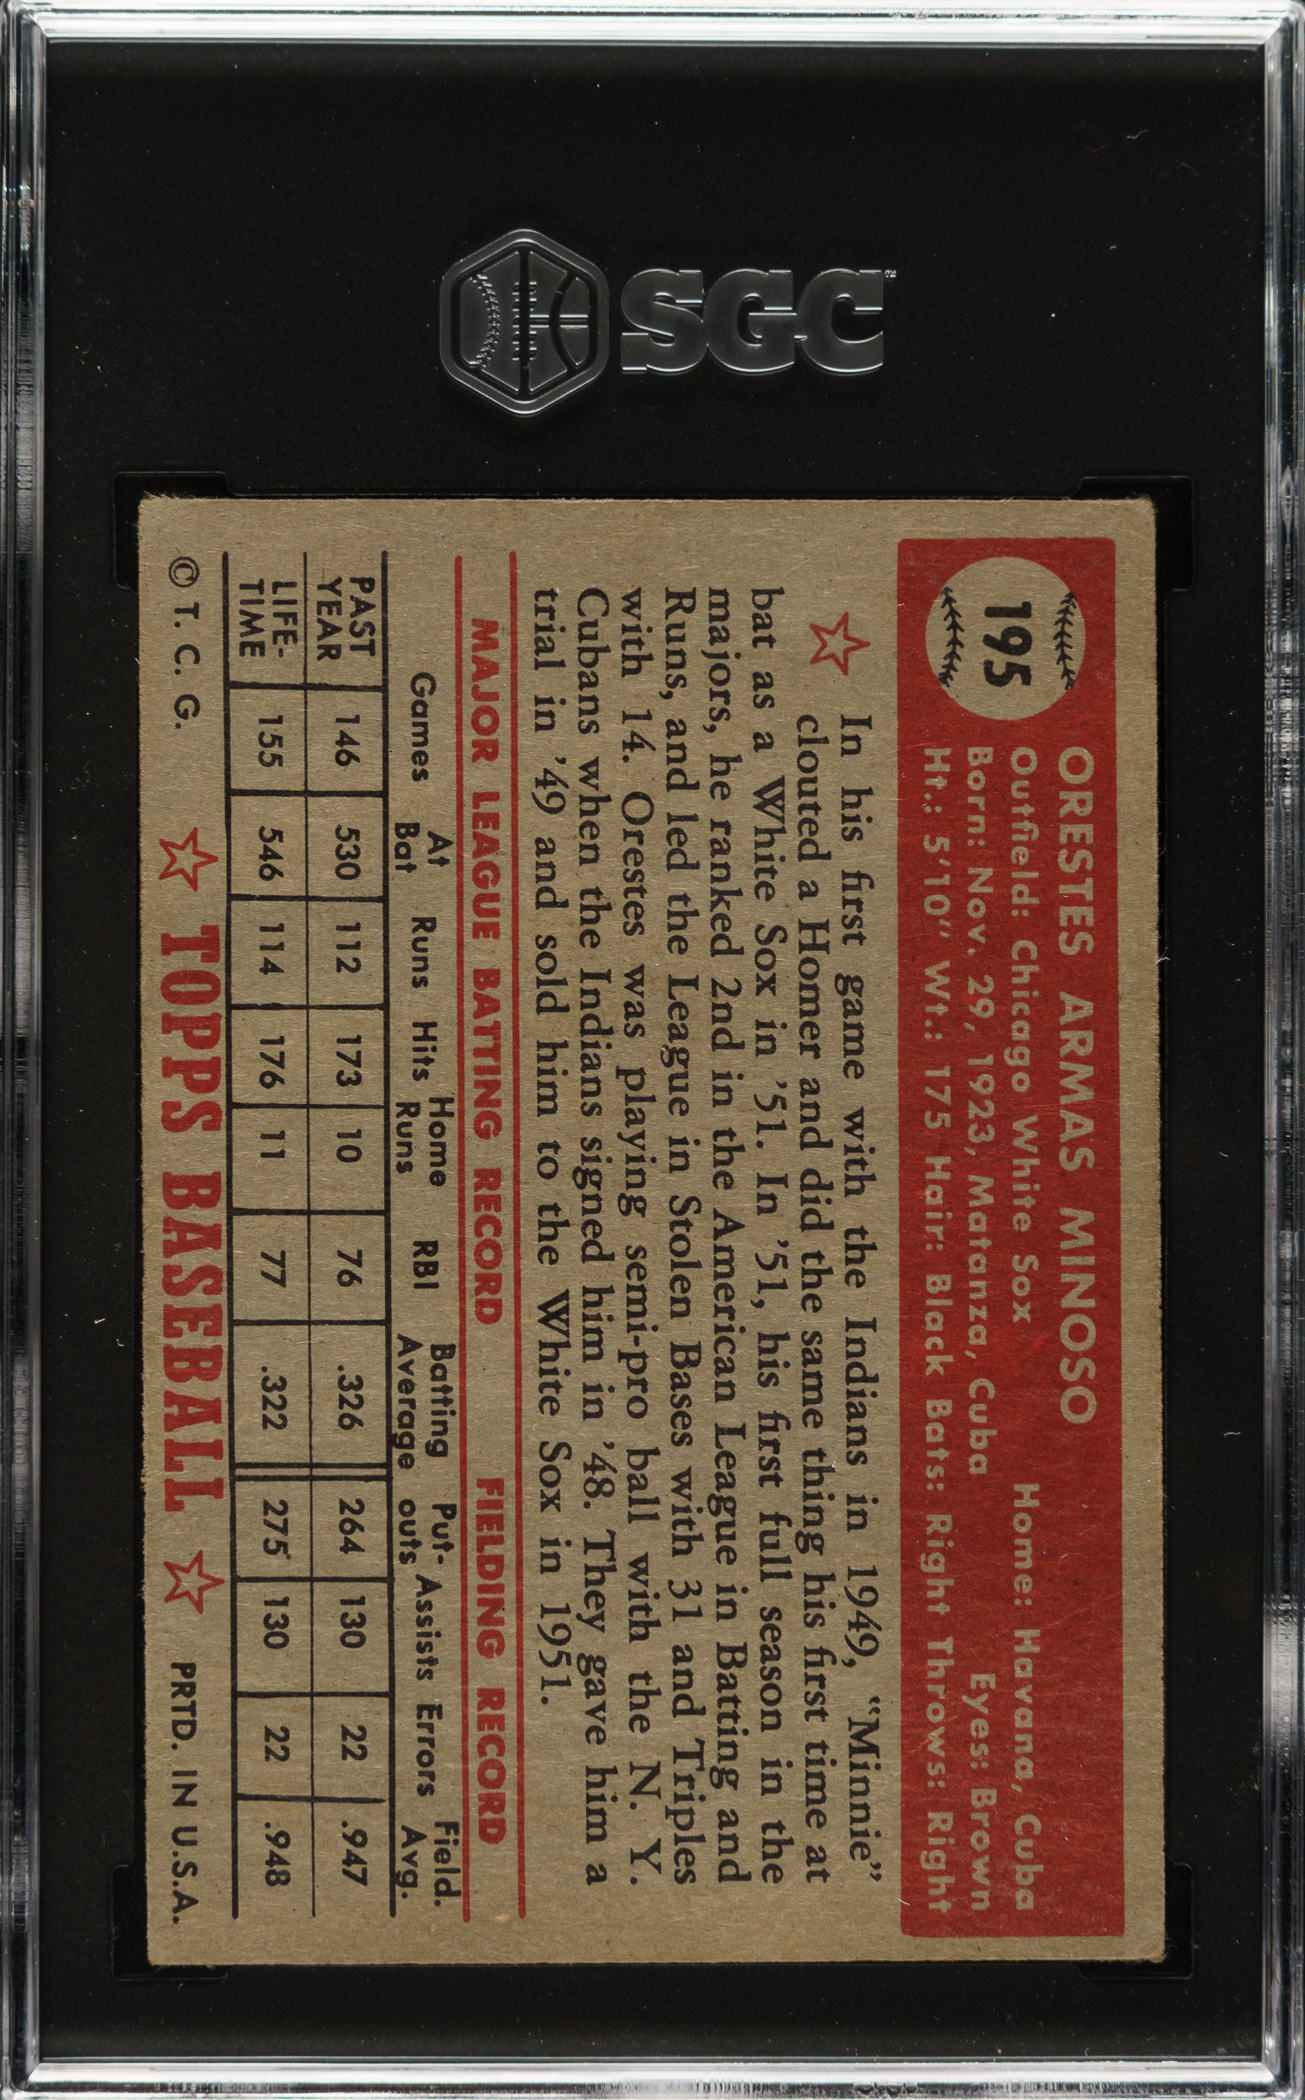 SGC
195
ORESTES ARMAS MINOSO
Outfield: Chicago White Sox Home: Havana, Cuba
Born: Nov. 29, 1923, Matanza, Cuba Eyes: Brown
Ht.: 5'10" Wt.: 175 Hair: Black Bats: Right Throws: Right
In his first game with the Indians in 1949, “Minnie”
clouted a Homer and did the same thing his first time at
bat as a White Sox in ’51. In ’51, his first full season in the
majors, he ranked 2nd in the American League in Batting and
Runs, and led the League in Stolen Bases with 31 and Triples
with 14. Orestes was playing semi-pro ball with the N. Y.
Cubans when the Indians signed him in ’48. They gave him a
trial in ’49 and sold him to the White Sox in 1951.
MAJOR LEAGUE BATTING RECORD FIELDING RECORD
Games At Bat Runs Hits Home Runs RBI Batting Average Put-outs Assists Errors Field. Avg.
PAST YEAR 146 530 112 173 10 76 .326 264 130 22 .947
LIFE-TIME 155 546 114 176 11 77 .322 275 130 22 .948
© T. C. G. TOPPS BASEBALL PRTD. IN U.S.A.